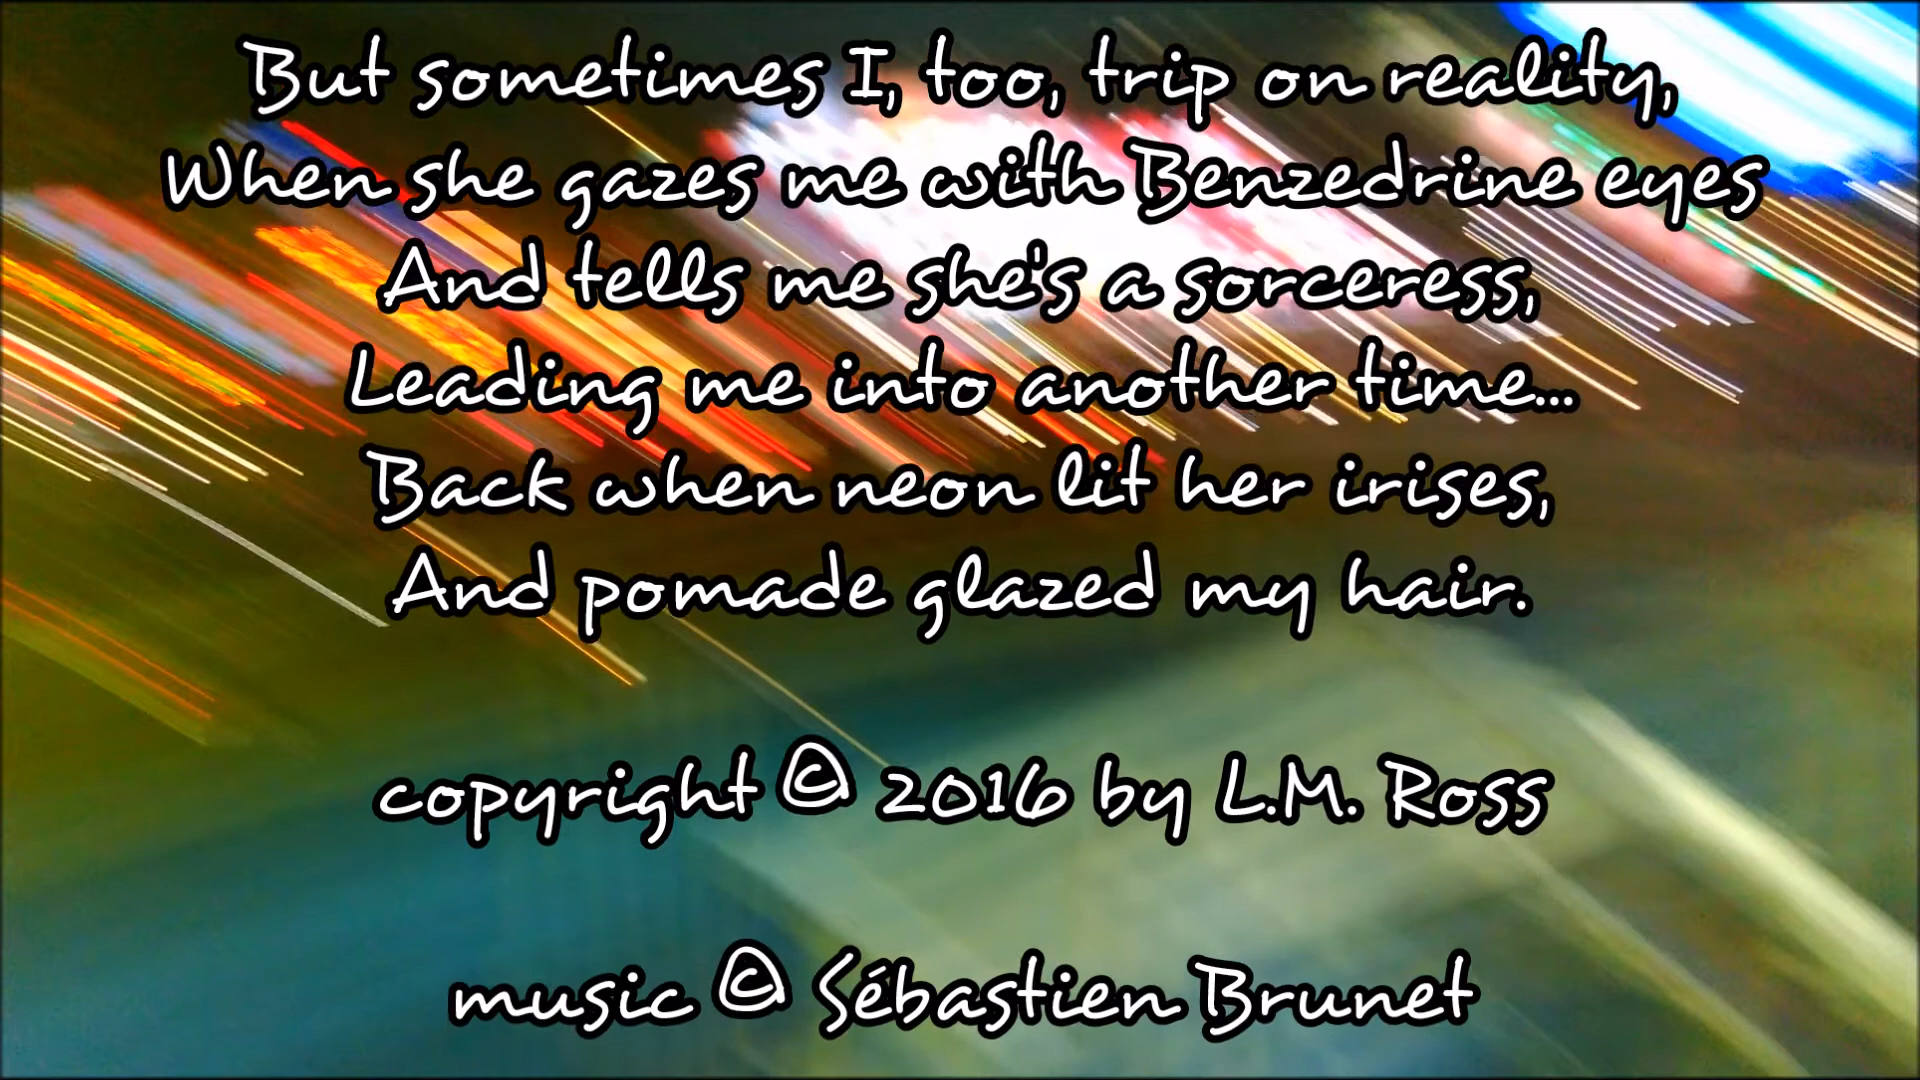 But sometimes I, too, trip on reality,
When she gazes me with Benzedrine eyes
And tells me she's a sorceress,
Leading me into another time...
Back when neon lit her irises,
And pomade glazed my hair.
copyright © 2016 by L.M. Ross
music © Sébastien Brunet